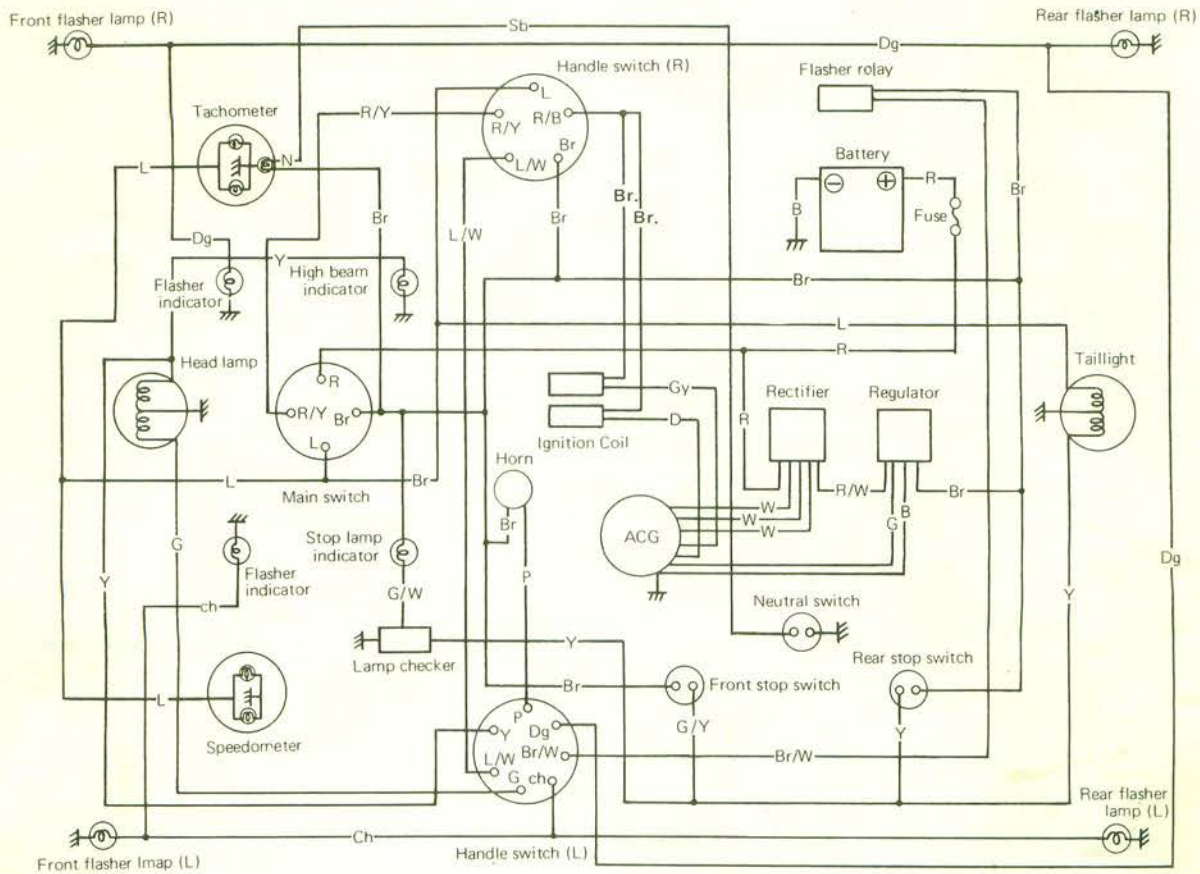 Front flasher lamp (R)
Sb
Rear flasher lamp (R)
Dg
Handle switch (R)
Flasher rolay
Tachometer
L
R/Y
R/Y
R/B
L/W
Br
N
L
Battery
R
B
Fuse
Br
Br.
Br.
Br
Br
L/W
Dg
Y
High beam
indicator
Flasher
indicator
Br
L
R
Head lamp
Taillight
R
R/Y
Br
L
Main switch
Gy
D
Ignition Coil
Rectifier
Regulator
R
Horn
L
Br
R/W
Br
W
W
W
B
G
Br
ACG
G
Stop lamp
indicator
Flasher
indicator
Y
ch
G/W
P
Dg
Y
Neutral switch
Lamp checker
Y
Rear stop switch
Br
Front stop switch
L
Speedometer
P
Dg
Y
Br/W
L/W
G
ch
G/Y
Y
Br/W
Rear flasher
lamp (L)
Ch
Front flasher lmap (L)
Handle switch (L)